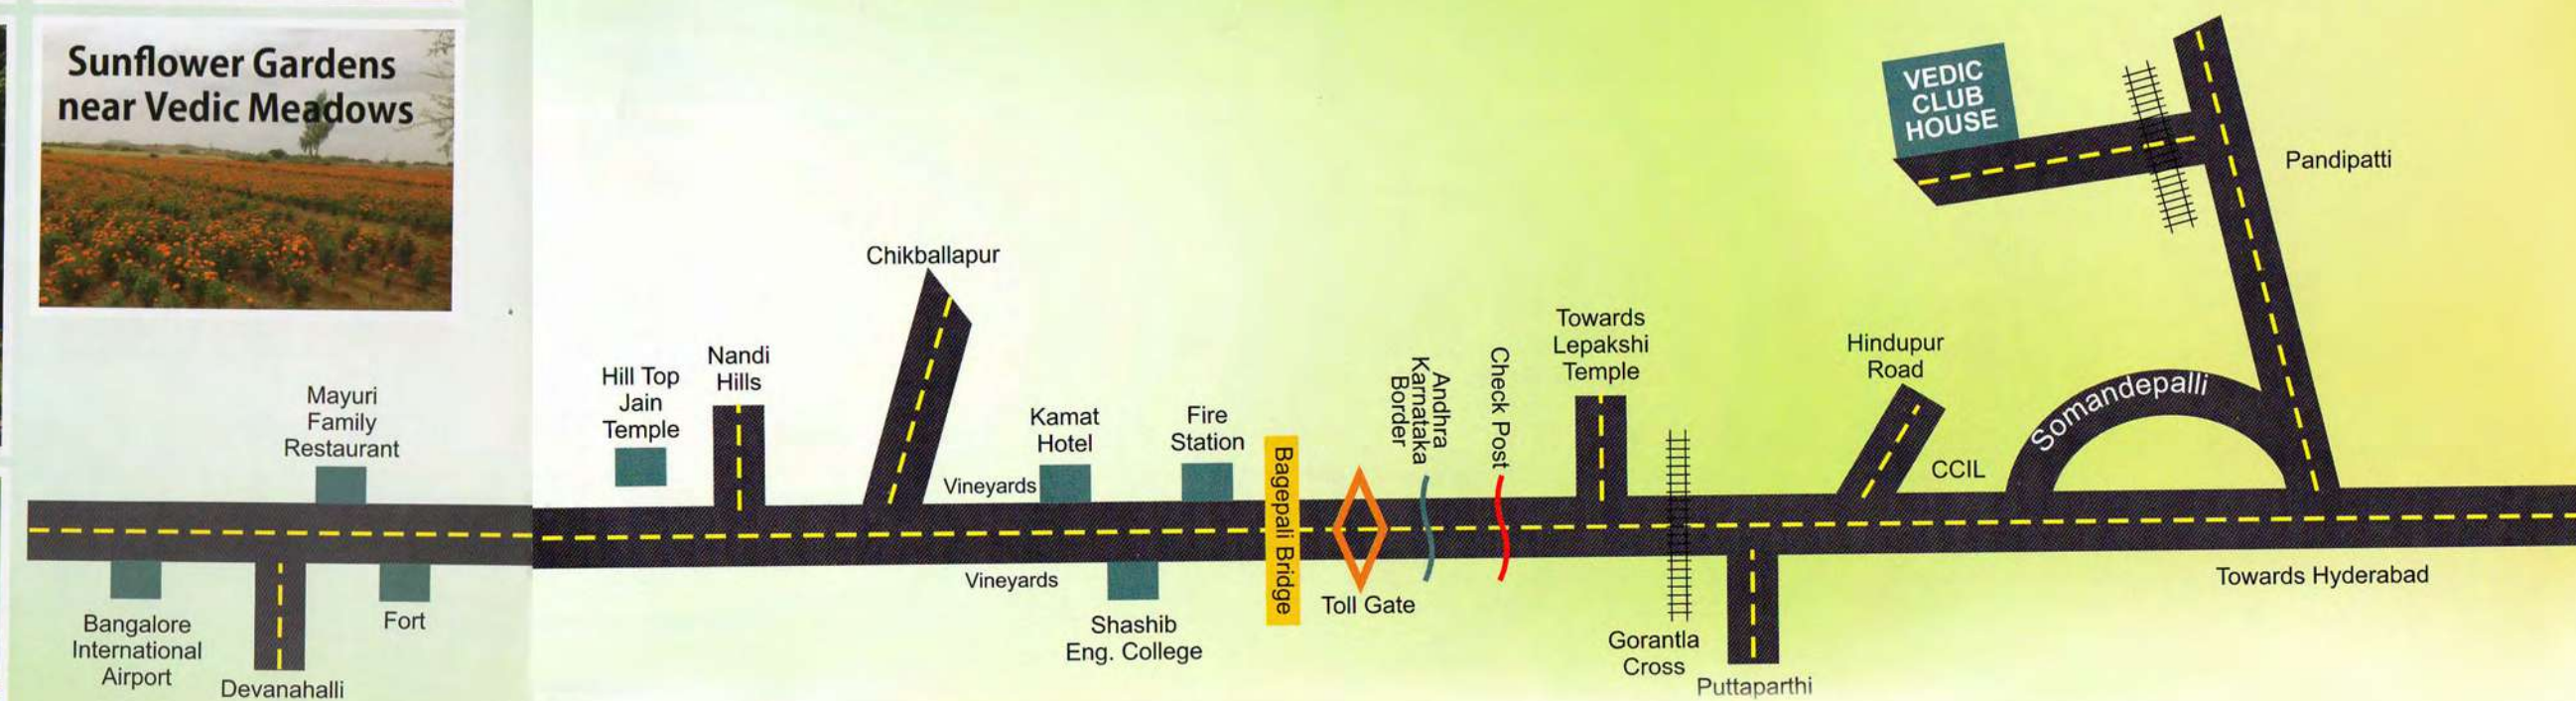 Sunflower Gardens
near Vedic Meadows
Mayuri
Family
Restaurant
Bangalore
International
Airport
Devanahalli
Fort
Hill Top
Jain
Temple
Nandi
Hills
Chikballapur
Vineyards
Vineyards
Kamat
Hotel
Shashib
Eng. College
Fire
Station
Bagepali Bridge
Toll Gate
Andhra
Karnataka
Border
Check Post
Towards
Lepakshi
Temple
Gorantla
Cross
Puttaparthi
Hindupur
Road
CCIL
Somandepalli
VEDIC
CLUB
HOUSE
Pandipatti
Towards Hyderabad